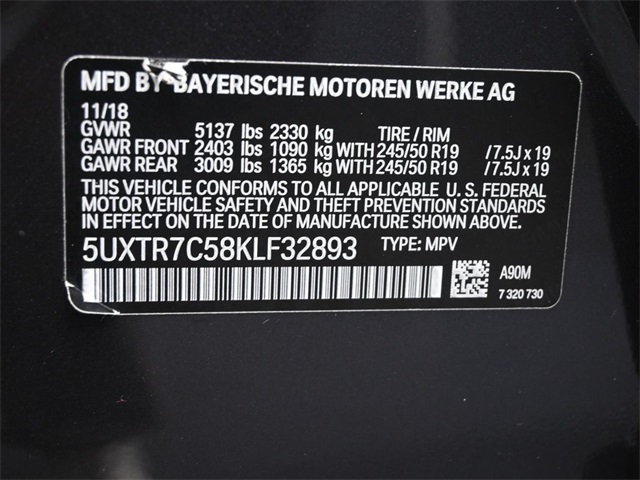 MFD BY BAYERISCHE MOTOREN WERKE AG
11/18
GVWR 5137 lbs 2330 kg TIRE / RIM
GAWR FRONT 2403 lbs 1090 kg WITH 245/50 R19 /7.5J x 19
GAWR REAR 3009 lbs 1365 kg WITH 245/50 R19 /7.5J x 19
THIS VEHICLE CONFORMS TO ALL APPLICABLE U. S. FEDERAL
MOTOR VEHICLE SAFETY AND THEFT PREVENTION STANDARDS
IN EFFECT ON THE DATE OF MANUFACTURE SHOWN ABOVE.
5UXTR7C58KLF32893 TYPE: MPV
A90M
7 320 730